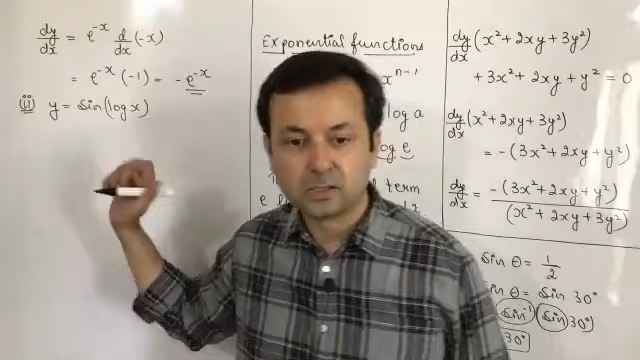 dy/dx = e^-x d/dx (-x)
= e^-x (-1) = - e^-x
(ii) y = sin(log x)
Exponential functions
x^n-1
log a
log e
term
e
dy/dx (x² + 2xy + 3y²)
+ 3x² + 2xy + y² = 0
dy/dx (x² + 2xy + 3y²)
= - (3x² + 2xy + y²)
dy/dx = - (3x² + 2xy + y²) / (x² + 2xy + 3y²)
Sin θ = 1/2
Sin θ = Sin 30°
Sin⁻¹ (Sin 30°)
30°